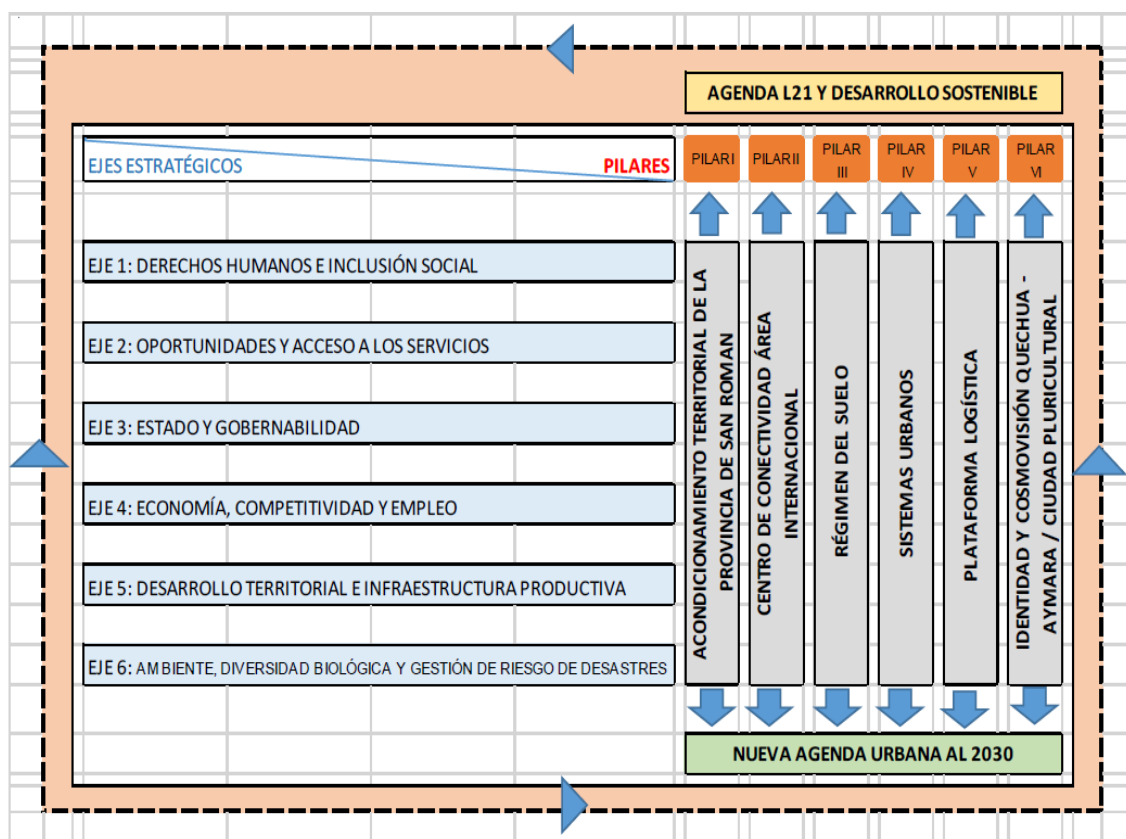 AGENDA L21 Y DESARROLLO SOSTENIBLE
EJES ESTRATÉGICOS
PILARES
PILAR I
PILAR II
PILAR
III
PILAR
IV
PILAR
V
PILAR
VI
EJE 1: DERECHOS HUMANOS E INCLUSIÓN SOCIAL
EJE 2: OPORTUNIDADES Y ACCESO A LOS SERVICIOS
EJE 3: ESTADO Y GOBERNABILIDAD
EJE 4: ECONOMÍA, COMPETITIVIDAD Y EMPLEO
EJE 5: DESARROLLO TERRITORIAL E INFRAESTRUCTURA PRODUCTIVA
EJE 6: AMBIENTE, DIVERSIDAD BIOLÓGICA Y GESTIÓN DE RIESGO DE DESASTRES
ACONDICIONAMIENTO TERRITORIAL DE LA
PROVINCIA DE SAN ROMAN
CENTRO DE CONECTIVIDAD ÁREA
INTERNACIONAL
RÉGIMEN DEL SUELO
SISTEMAS URBANOS
PLATAFORMA LOGÍSTICA
IDENTIDAD Y COSMOVISIÓN QUECHUA -
AYMARA / CIUDAD PLURICULTURAL
NUEVA AGENDA URBANA AL 2030